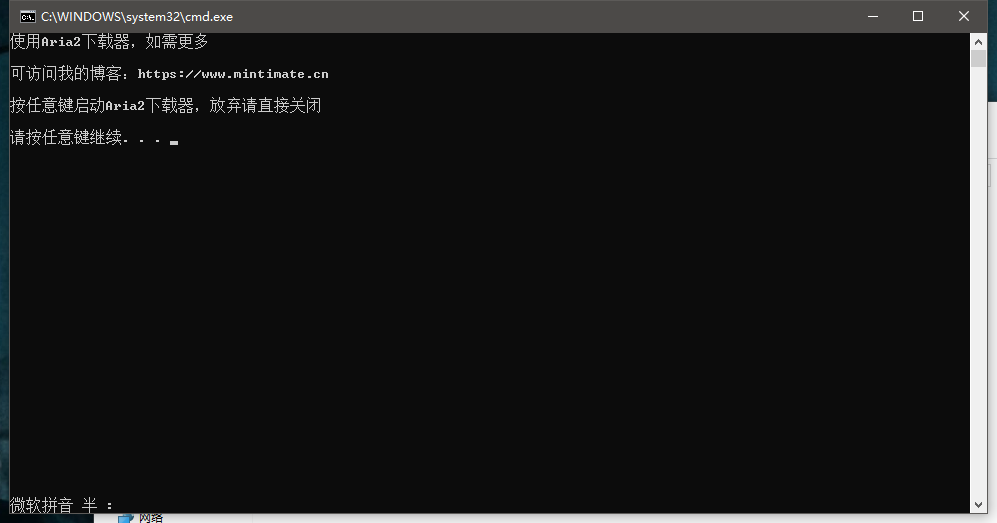 C:\WINDOWS\system32\cmd.exe
使用Aria2下载器，如需更多
可访问我的博客：https://www.mintimate.cn
按任意键启动Aria2下载器，放弃请直接关闭
请按任意键继续. . .
微软拼音 半 ：
网络